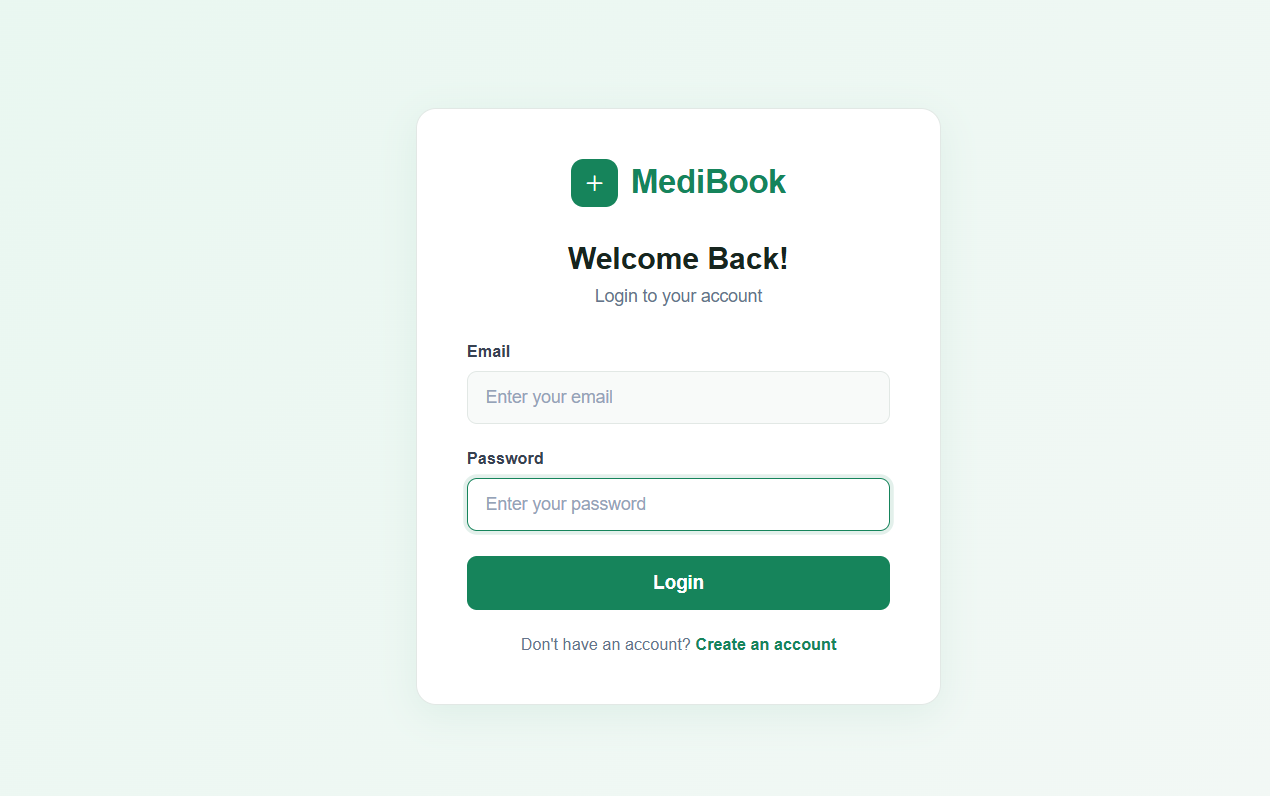 MediBook
Welcome Back!
Login to your account
Email
Enter your email
Password
Enter your password
Login
Don't have an account? Create an account